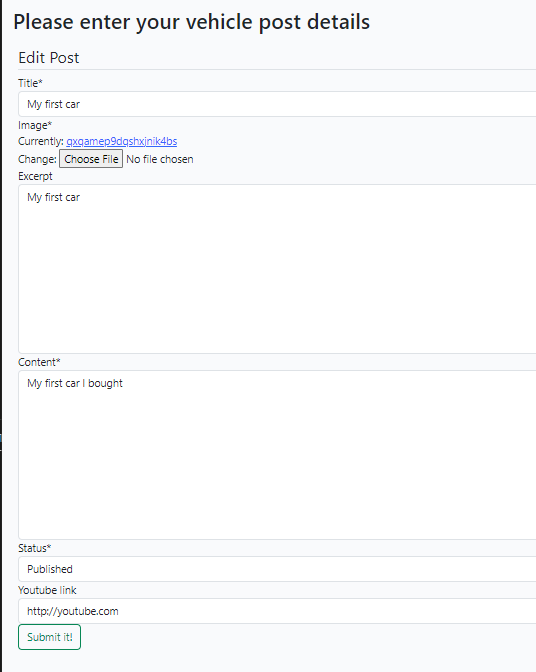 Please enter your vehicle post details
Edit Post
Title*
My first car
Image*
Currently: qxqamep9dqshxjnik4bs
Change: Choose File No file chosen
Excerpt
My first car
Content*
My first car I bought
Status*
Published
Youtube link
http://youtube.com
Submit it!